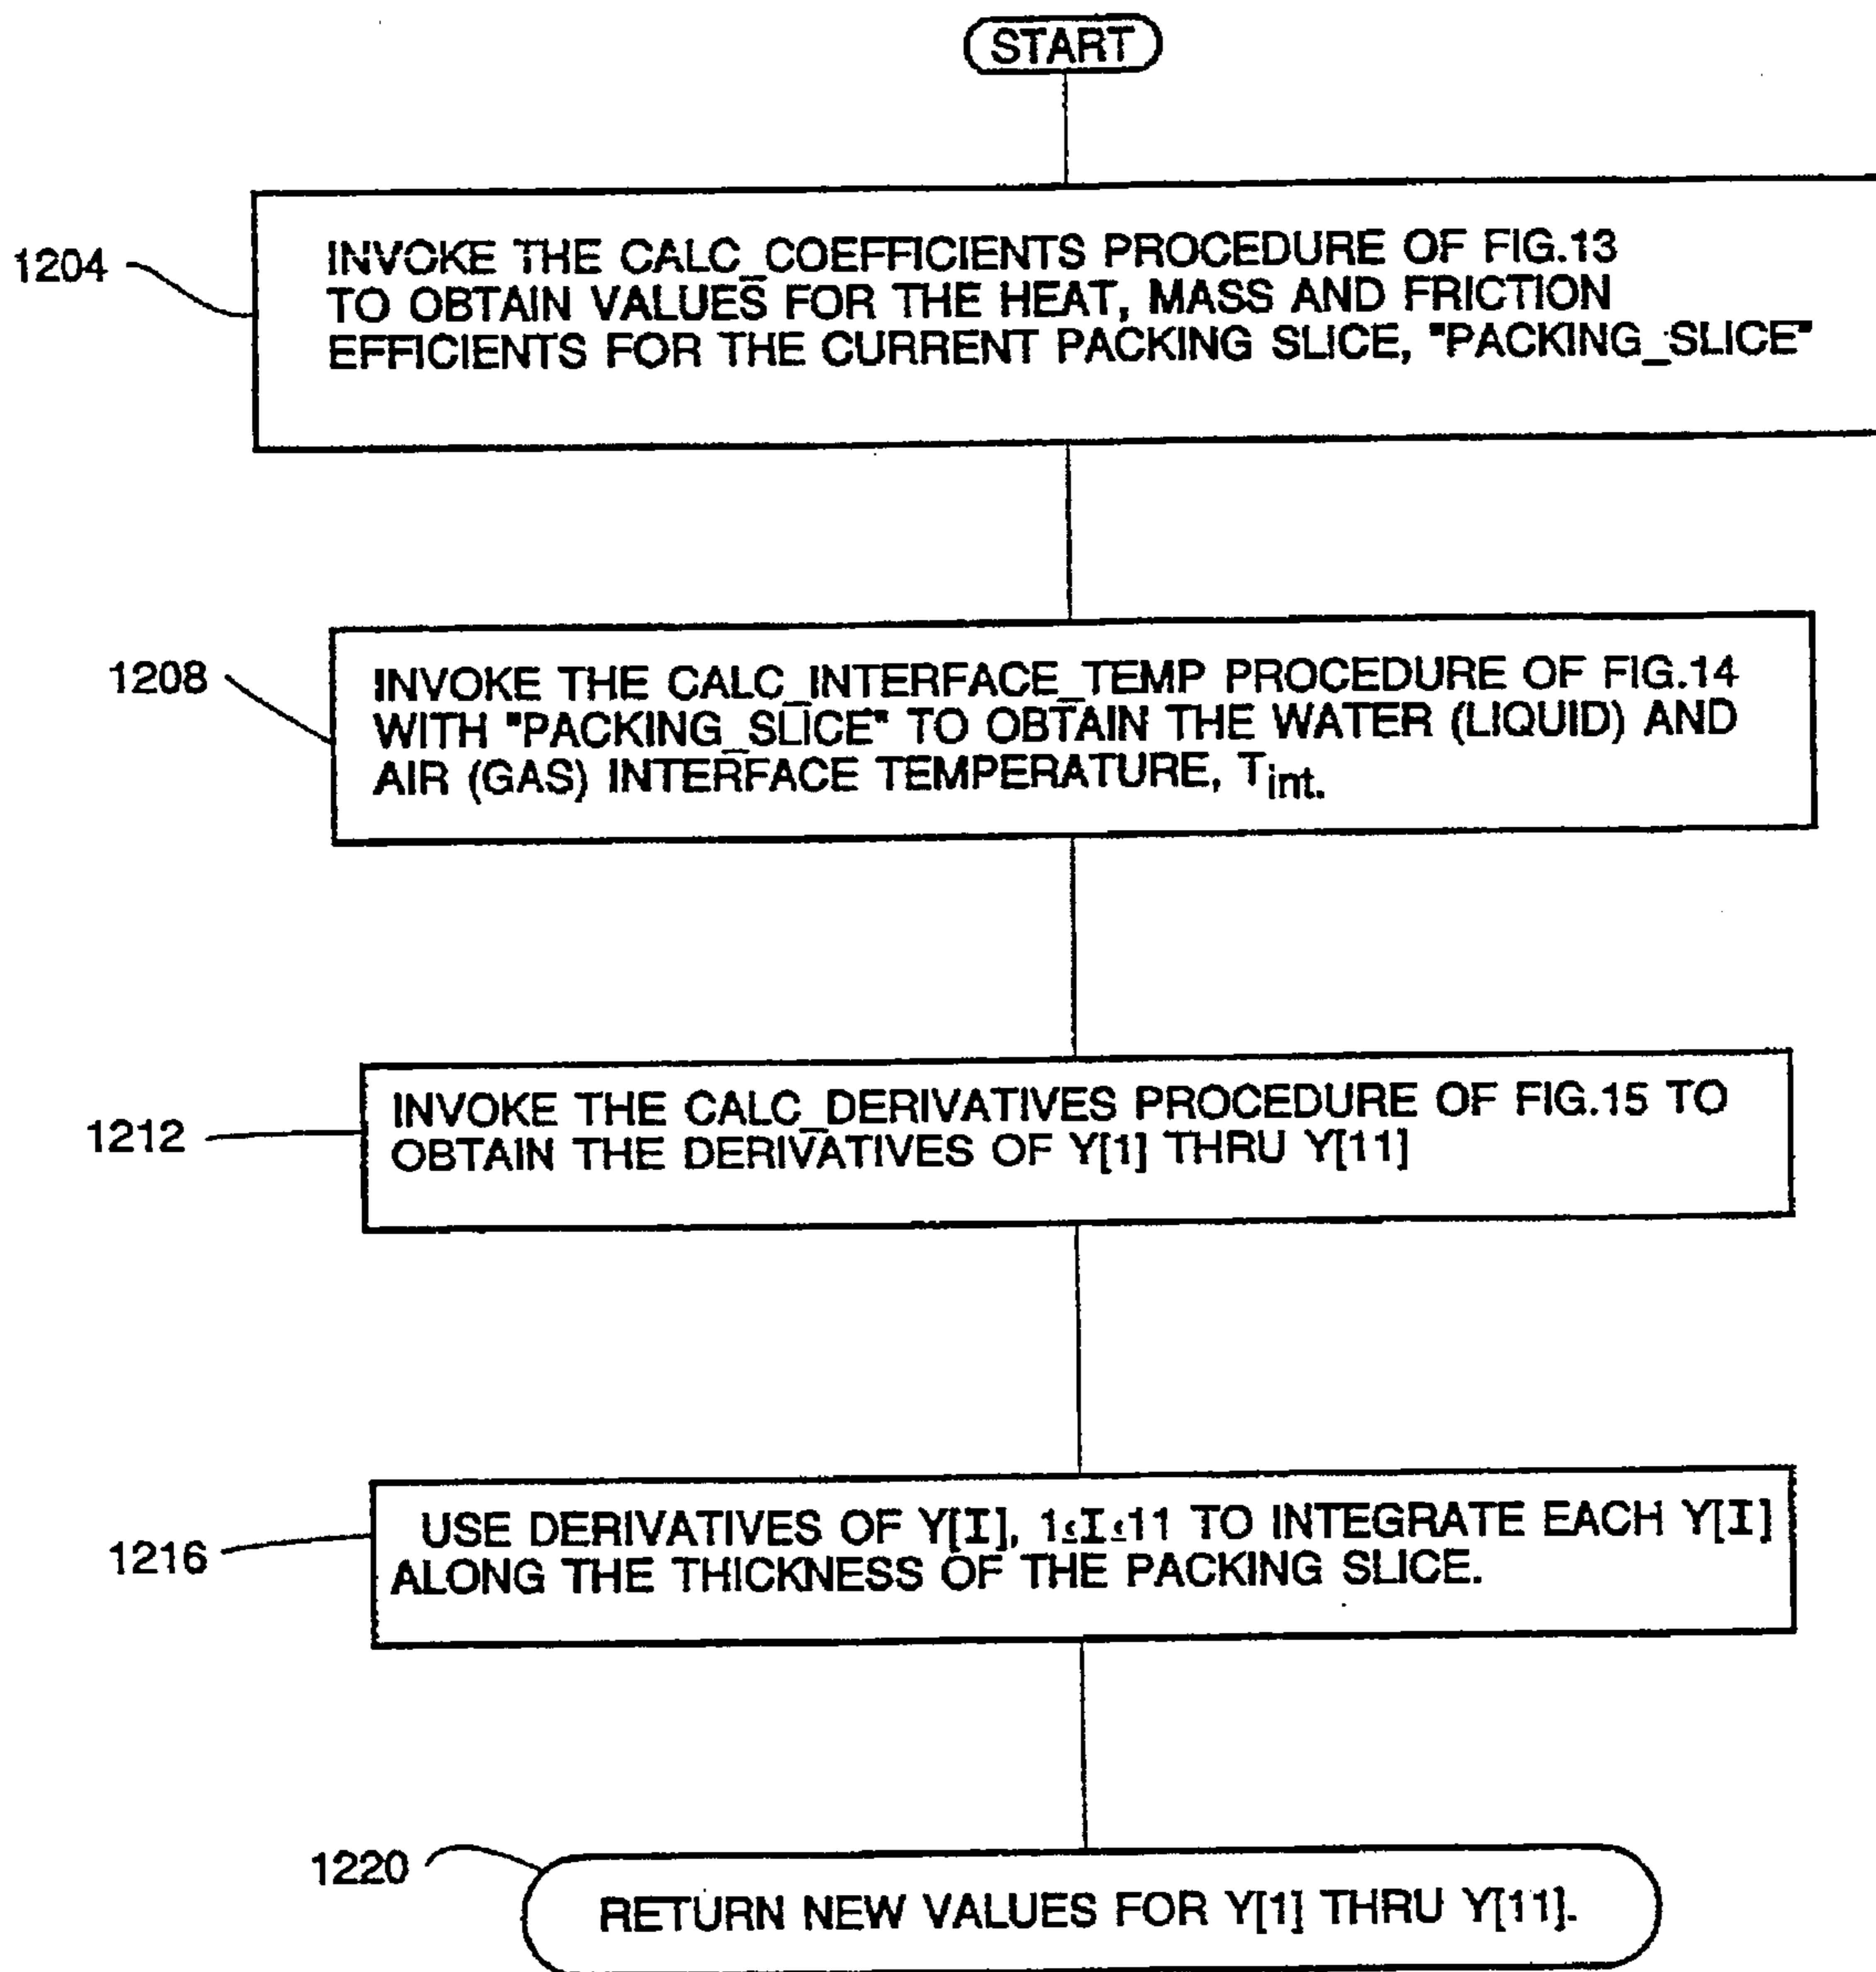 START
1204
INVOKE THE CALC_COEFFICIENTS PROCEDURE OF FIG.13
TO OBTAIN VALUES FOR THE HEAT, MASS AND FRICTION
EFFICIENTS FOR THE CURRENT PACKING SLICE, "PACKING_SLICE"
1208
INVOKE THE CALC_INTERFACE_TEMP PROCEDURE OF FIG.14
WITH "PACKING_SLICE" TO OBTAIN THE WATER (LIQUID) AND
AIR (GAS) INTERFACE TEMPERATURE, Tint.
1212
INVOKE THE CALC_DERIVATIVES PROCEDURE OF FIG.15 TO
OBTAIN THE DERIVATIVES OF Y[1] THRU Y[11]
1216
USE DERIVATIVES OF Y[I], 1≤I≤11 TO INTEGRATE EACH Y[I]
ALONG THE THICKNESS OF THE PACKING SLICE.
1220
RETURN NEW VALUES FOR Y[1] THRU Y[11].